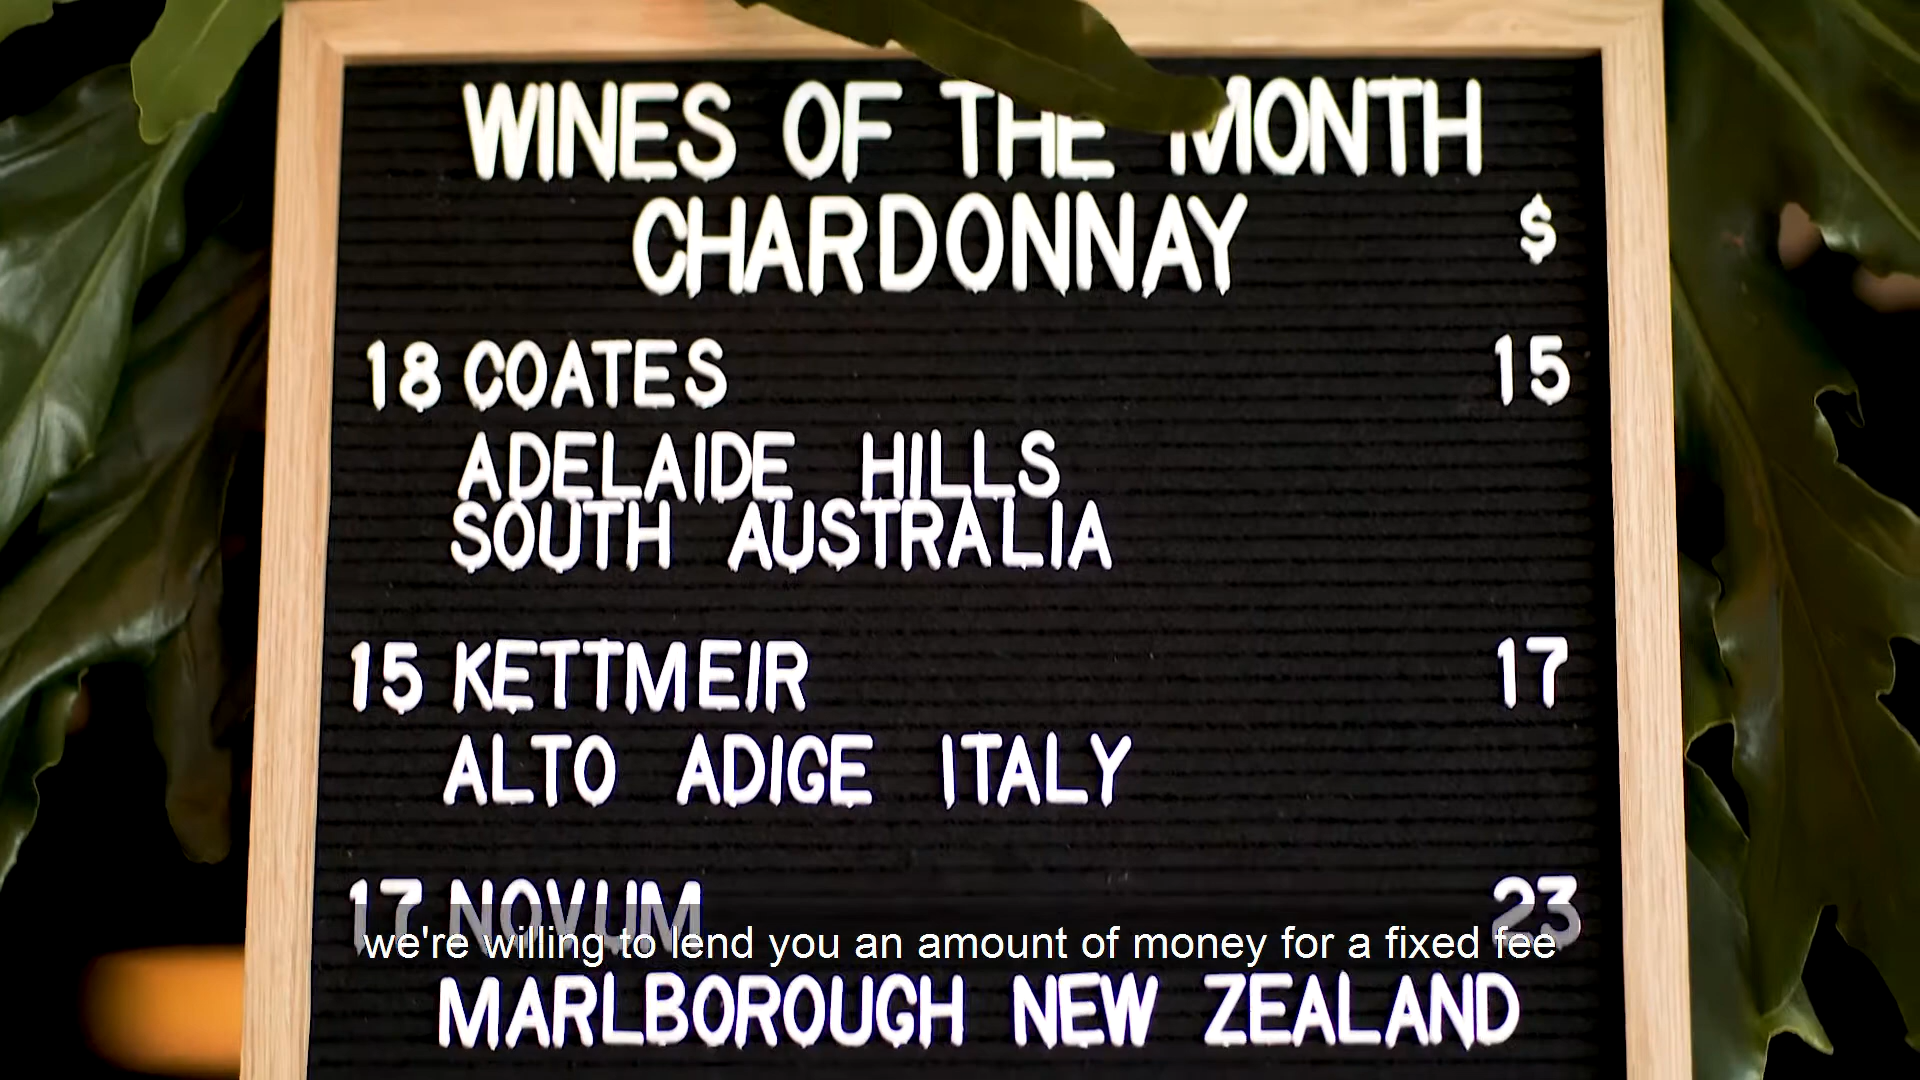 WINES OF THE MONTH
CHARDONNAY $
18 COATES 15
ADELAIDE HILLS
SOUTH AUSTRALIA
15 KETTMEIR 17
ALTO ADIGE ITALY
17 NOVUM 23
we're willing to lend you an amount of money for a fixed fee
MARLBOROUGH NEW ZEALAND